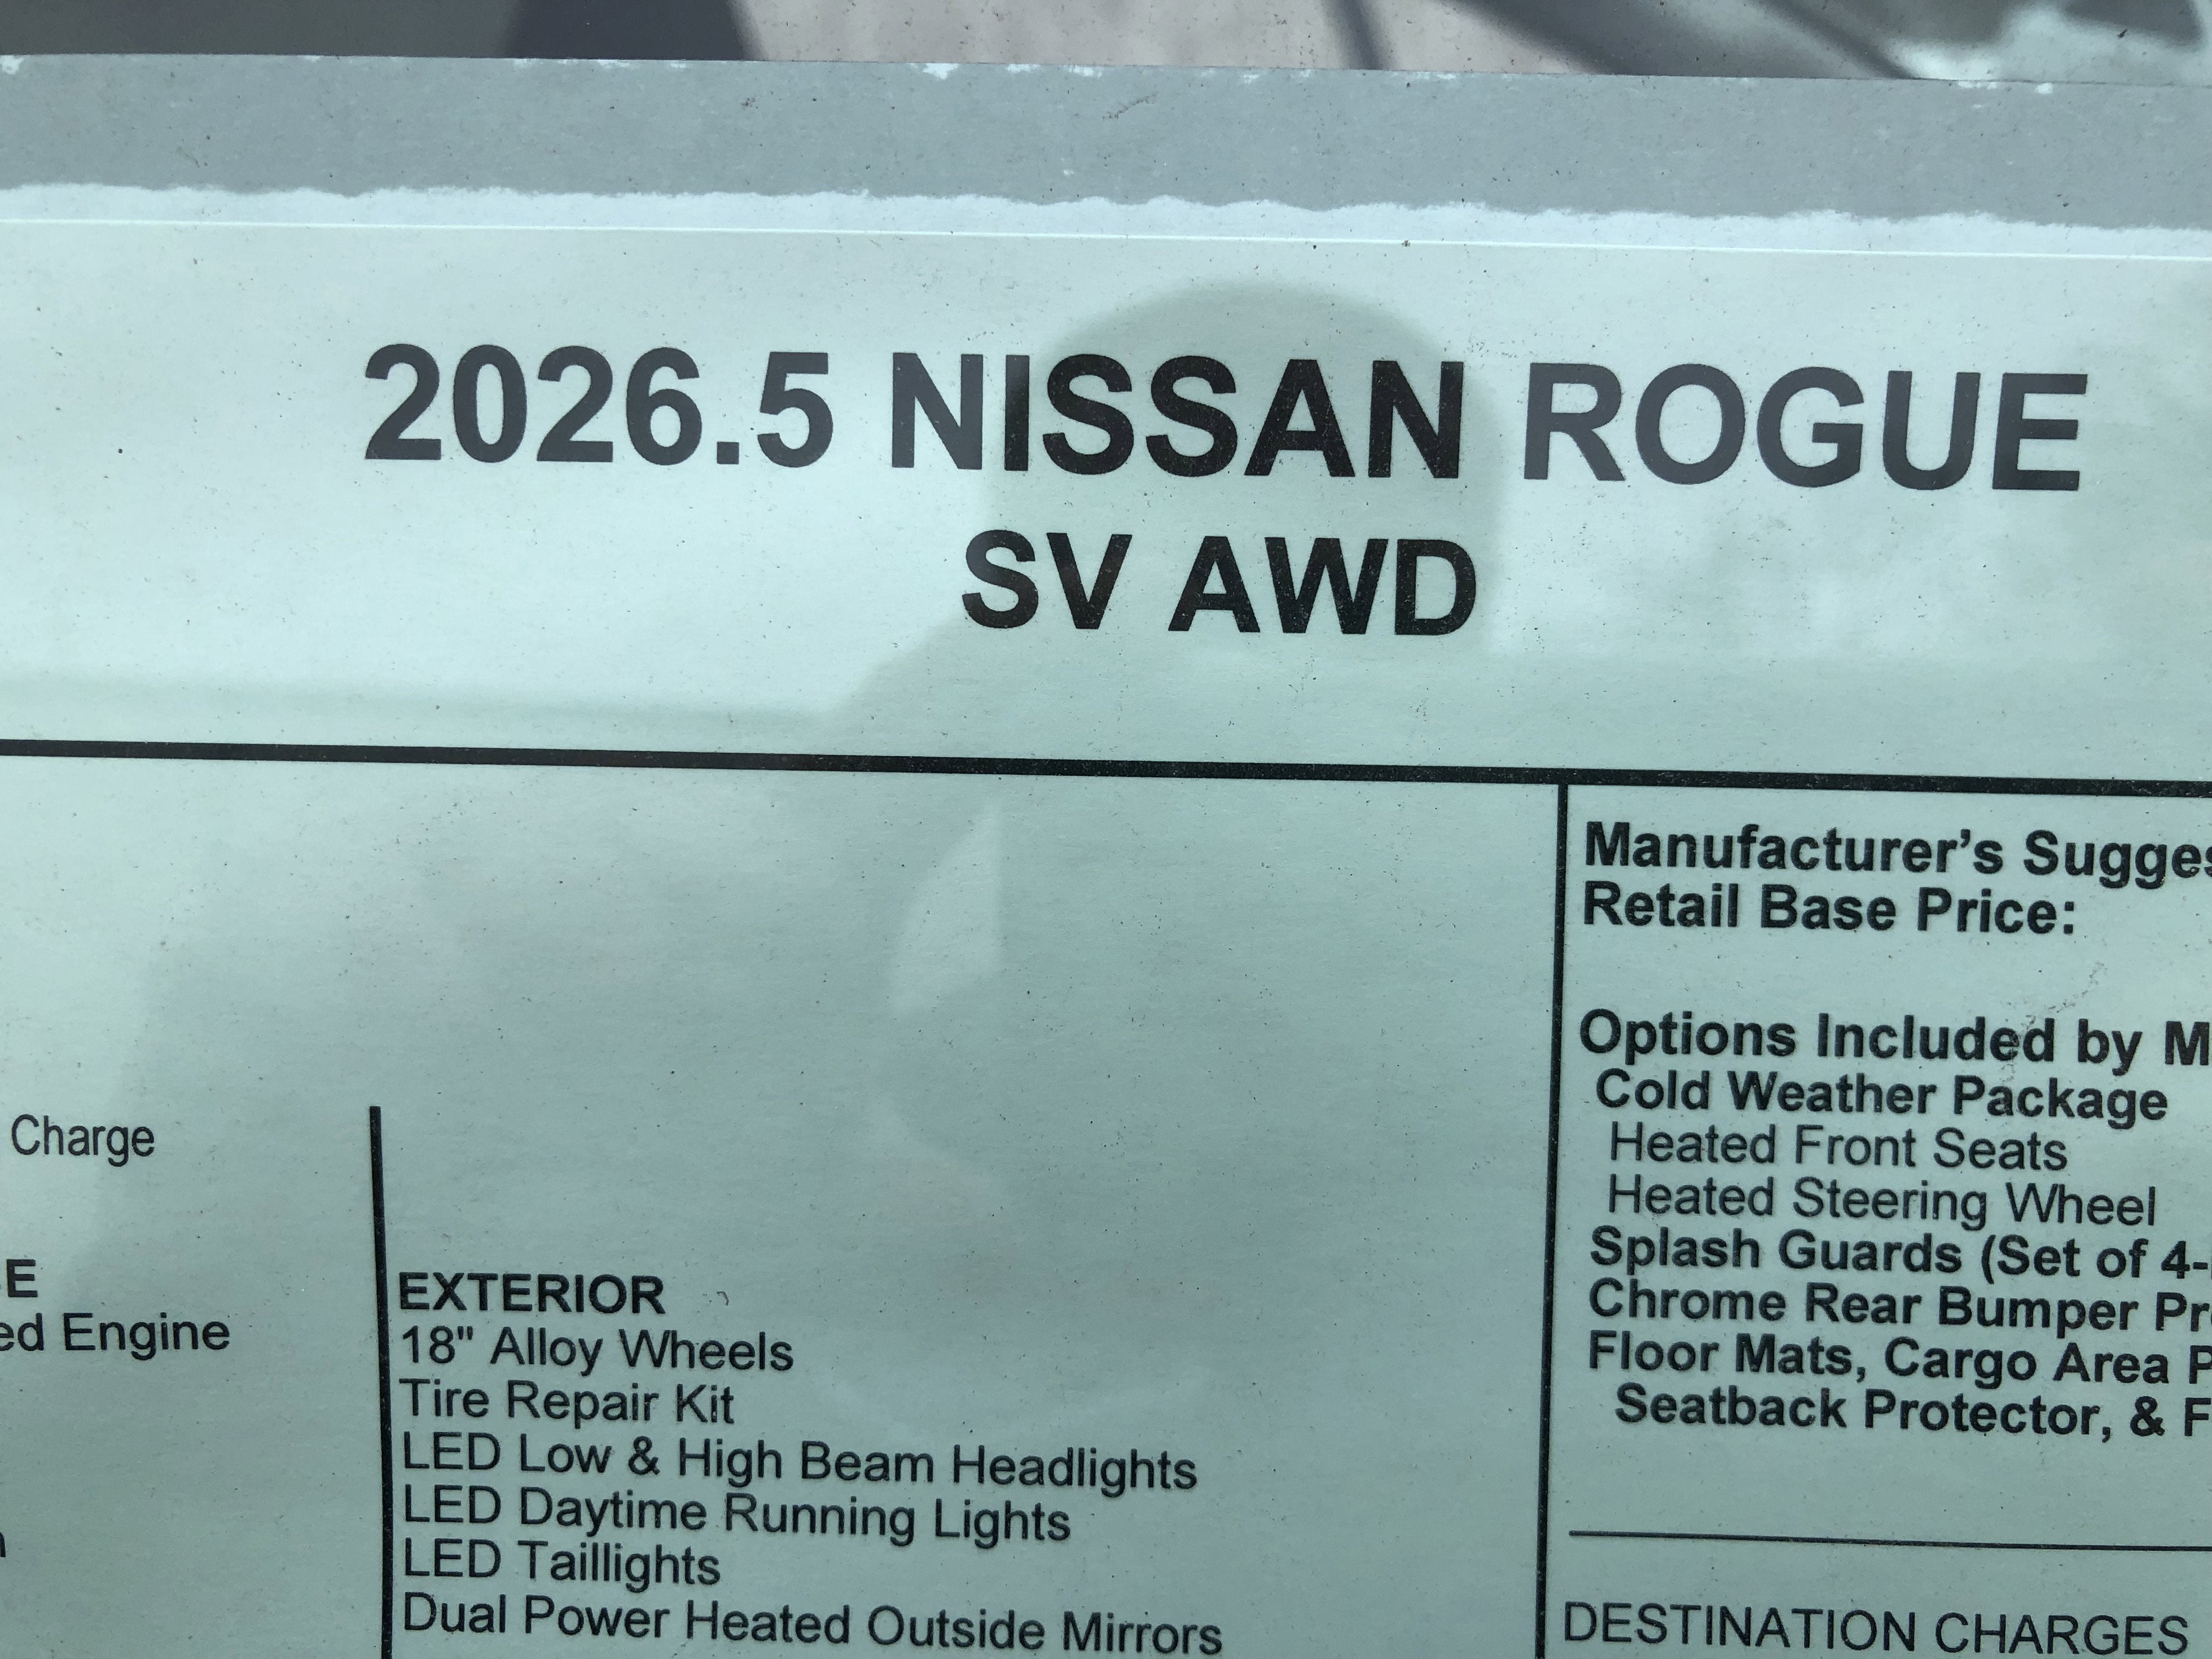 2026.5 NISSAN ROGUE
SV AWD
Charge
Engine
EXTERIOR
18" Alloy Wheels
Tire Repair Kit
LED Low & High Beam Headlights
LED Daytime Running Lights
LED Taillights
Dual Power Heated Outside Mirrors
Manufacturer's
Retail Base Price:
Options Included by
Cold Weather Package
Heated Front Seats
Heated Steering Wheel
Splash Guards (Set of 4-
Chrome Rear Bumper
Floor Mats, Cargo Area
Seatback Protector, &
DESTINATION CHARGES